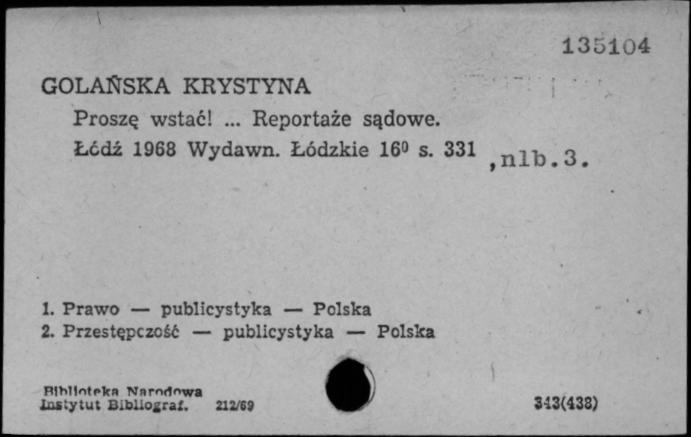 135104
GOLAŃSKA KRYSTYNA
Proszę wstać! ... Reportaże sądowe.
Łódź 1968 Wydawn. Łódzkie 16⁰ s. 331 ,nlb.3.
1. Prawo — publicystyka — Polska
2. Przestępczość — publicystyka — Polska
Biblioteka Narodowa
Instytut Bibliograf. 212/69 343(438)